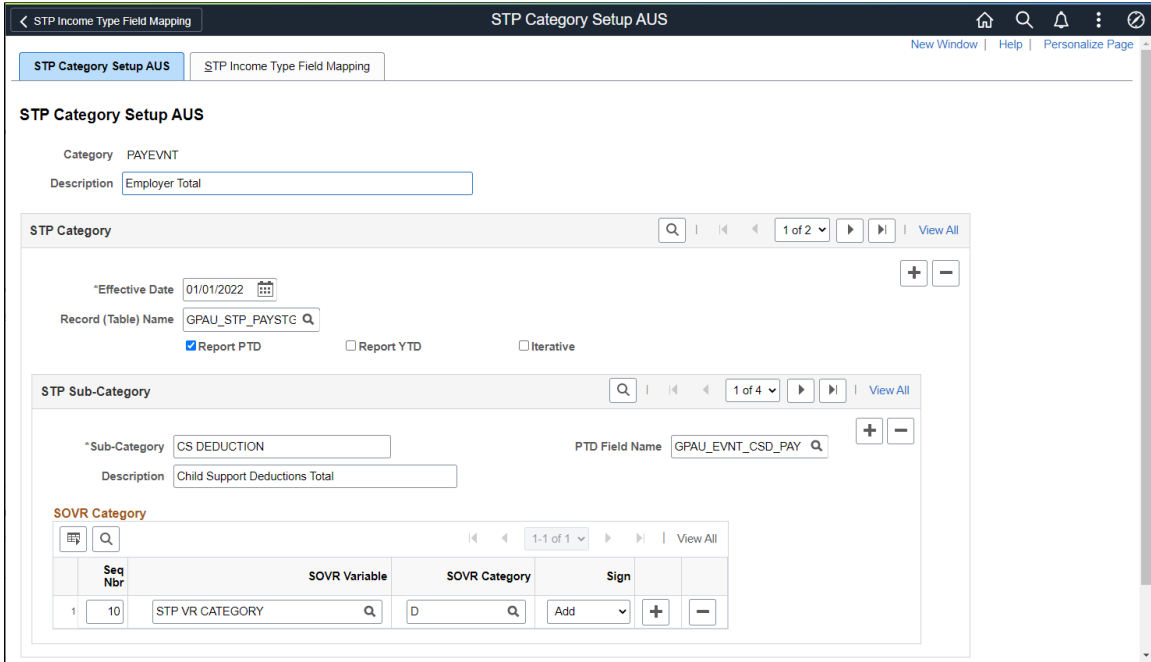 STP Income Type Field Mapping
STP Category Setup AUS
New Window | Help | Personalize Page
STP Category Setup AUS
STP Income Type Field Mapping
STP Category Setup AUS
Category PAYEVNT
Description Employer Total
STP Category
1 of 2
View All
*Effective Date 01/01/2022
Record (Table) Name GPAU_STP_PAYSTG
Report PTD
Report YTD
Iterative
STP Sub-Category
1 of 4
View All
*Sub-Category CS DEDUCTION
PTD Field Name GPAU_EVNT_CSD_PAY
Description Child Support Deductions Total
SOVR Category
1-1 of 1
View All
Seq
Nbr
SOVR Variable
SOVR Category
Sign
1 10 STP VR CATEGORY D Add